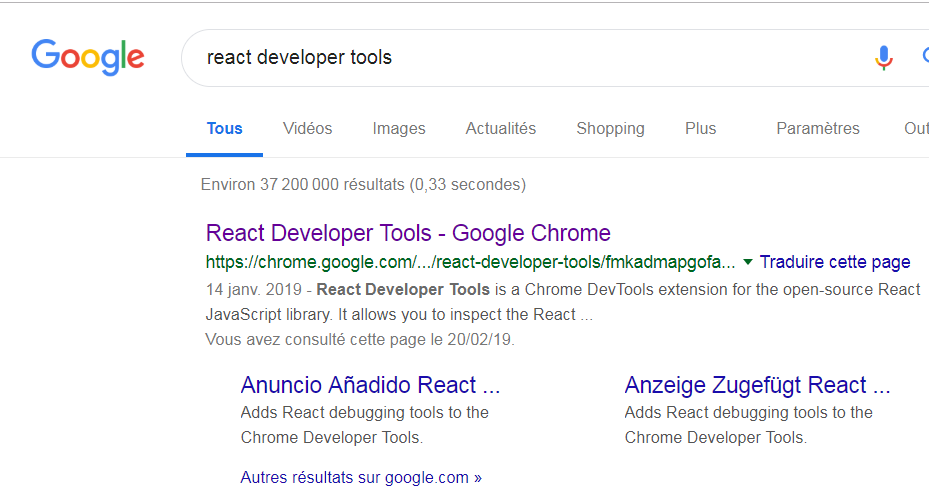 Google
react developer tools
Tous Vidéos Images Actualités Shopping Plus Paramètres Out
Environ 37 200 000 résultats (0,33 secondes)
React Developer Tools - Google Chrome
https://chrome.google.com/.../react-developer-tools/fmkadmapgofa... Traduire cette page
14 janv. 2019 - React Developer Tools is a Chrome DevTools extension for the open-source React
JavaScript library. It allows you to inspect the React ...
Vous avez consulté cette page le 20/02/19.
Anuncio Añadido React ... Anzeige Zugefügt React ...
Adds React debugging tools to the Adds React debugging tools to the
Chrome Developer Tools. Chrome Developer Tools.
Autres résultats sur google.com »